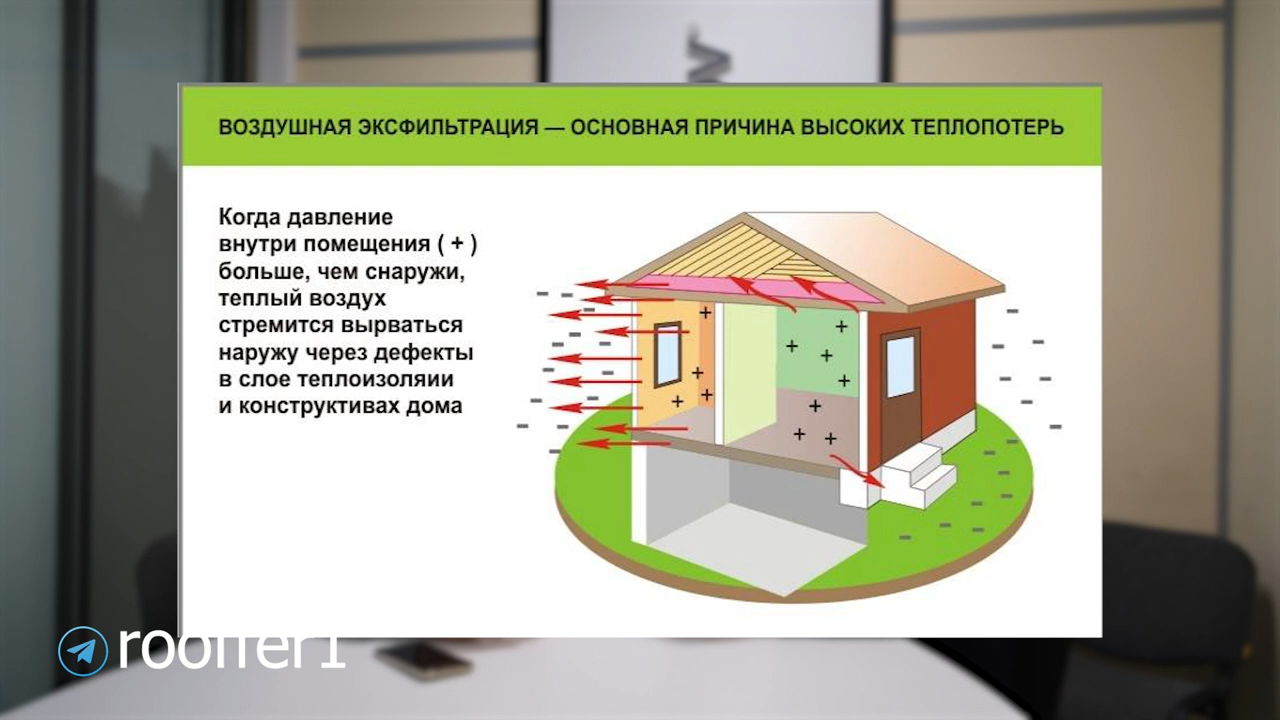 ВОЗДУШНАЯ ЭКСФИЛЬТРАЦИЯ — ОСНОВНАЯ ПРИЧИНА ВЫСОКИХ ТЕПЛОПОТЕРЬ
Когда давление
внутри помещения ( + )
больше, чем снаружи,
теплый воздух
стремится вырваться
наружу через дефекты
в слое теплоизоляии
и конструктивах дома